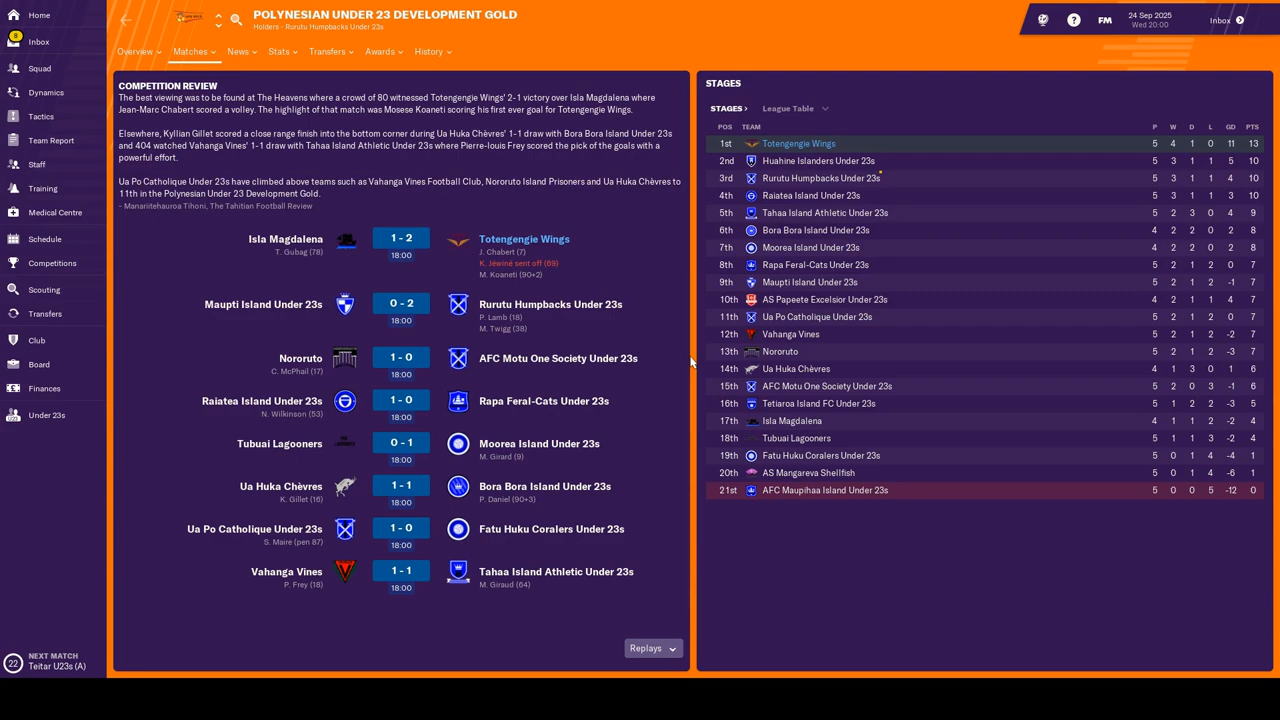 Home
8
Inbox
Squad
Dynamics
Tactics
Team Report
Staff
Training
Medical Centre
Schedule
Competitions
Scouting
Transfers
Club
Board
Finances
Under 23s
22
NEXT MATCH
Teitar U23s (A)
POLYNESIAN UNDER 23 DEVELOPMENT GOLD
Holders - Rurutu Humpbacks Under 23s
? FM
24 Sep 2025
Wed 20:00
Inbox
Overview Matches News Stats Transfers Awards History
COMPETITION REVIEW
The best viewing was to be found at The Heavens where a crowd of 80 witnessed Totengengie Wings' 2-1 victory over Isla Magdalena where
Jean-Marc Chabert scored a volley. The highlight of that match was Mosese Koaneti scoring his first ever goal for Totengengie Wings.
Elsewhere, Kyllian Gillet scored a close range finish into the bottom corner during Ua Huka Chèvres' 1-1 draw with Bora Bora Island Under 23s
and 404 watched Vahanga Vines' 1-1 draw with Tahaa Island Athletic Under 23s where Pierre-louis Frey scored the pick of the goals with a
powerful effort.
Ua Po Catholique Under 23s have climbed above teams such as Vahanga Vines Football Club, Nororuto Island Prisoners and Ua Huka Chèvres to
11th in the Polynesian Under 23 Development Gold.
- Manariitehauroa Tihoni, The Tahitian Football Review
Isla Magdalena 1 - 2 Totengengie Wings
T. Gubag (78) 18:00 J. Chabert (7)
K. Jéwiné sent off (69)
M. Koaneti (90+2)
Maupti Island Under 23s 0 - 2 Rurutu Humpbacks Under 23s
18:00 P. Lamb (18)
M. Twigg (38)
Nororuto 1 - 0 AFC Motu One Society Under 23s
C. McPhail (17) 18:00
Raiatea Island Under 23s 1 - 0 Rapa Feral-Cats Under 23s
N. Wilkinson (53) 18:00
Tubuai Lagooners 0 - 1 Moorea Island Under 23s
18:00 M. Girard (9)
Ua Huka Chèvres 1 - 1 Bora Bora Island Under 23s
K. Gillet (16) 18:00 P. Daniel (90+3)
Ua Po Catholique Under 23s 1 - 0 Fatu Huku Coralers Under 23s
S. Maire (pen 87) 18:00
Vahanga Vines 1 - 1 Tahaa Island Athletic Under 23s
P. Frey (18) 18:00 M. Giraud (64)
Replays
STAGES
STAGES > League Table
POS TEAM P W D L GD PTS
1st Totengengie Wings 5 4 1 0 11 13
2nd Huahine Islanders Under 23s 5 3 1 1 5 10
3rd Rurutu Humpbacks Under 23s 5 3 1 1 4 10
4th Raiatea Island Under 23s 5 3 1 1 3 10
5th Tahaa Island Athletic Under 23s 5 2 3 0 4 9
6th Bora Bora Island Under 23s 4 2 2 0 2 8
7th Moorea Island Under 23s 4 2 2 0 2 8
8th Rapa Feral-Cats Under 23s 5 2 1 2 0 7
9th Maupti Island Under 23s 5 2 1 2 -1 7
10th AS Papeete Excelsior Under 23s 4 2 1 1 4 7
11th Ua Po Catholique Under 23s 5 2 1 2 0 7
12th Vahanga Vines 5 2 1 2 -2 7
13th Nororuto 5 2 1 2 -3 7
14th Ua Huka Chèvres 4 1 3 0 1 6
15th AFC Motu One Society Under 23s 5 2 0 3 -1 6
16th Tetiaroa Island FC Under 23s 5 1 2 2 -3 5
17th Isla Magdalena 4 1 1 2 -2 4
18th Tubuai Lagooners 5 1 1 3 -2 4
19th Fatu Huku Coralers Under 23s 5 0 1 4 -4 1
20th AS Mangareva Shellfish 5 0 1 4 -6 1
21st AFC Maupihaa Island Under 23s 5 0 0 5 -12 0